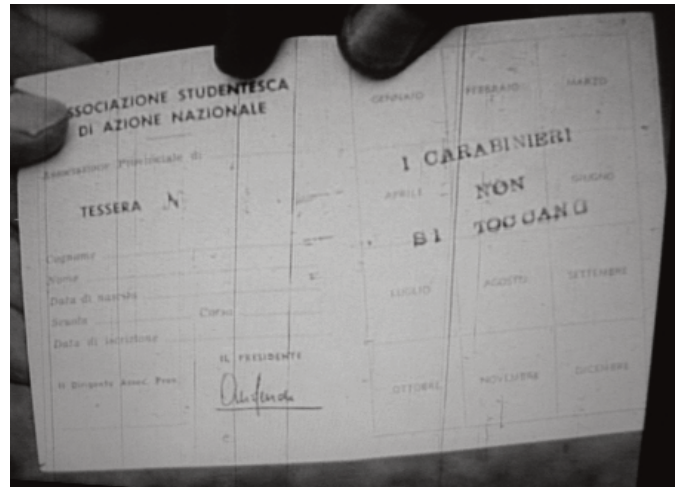 ASSOCIAZIONE STUDENTESCA
DI AZIONE NAZIONALE
Associazione Provinciale di
TESSERA N
Cognome
Nome
Data di nascita
Scuola Corso
Data di iscrizione
IL PRESIDENTE
Il Dirigente Assoc. Prov.
GENNAIO FEBBRAIO MARZO
I CARABINIERI
APRILE NON GIUGNO
SI TOCCANO
LUGLIO AGOSTO SETTEMBRE
OTTOBRE NOVEMBRE DICEMBRE